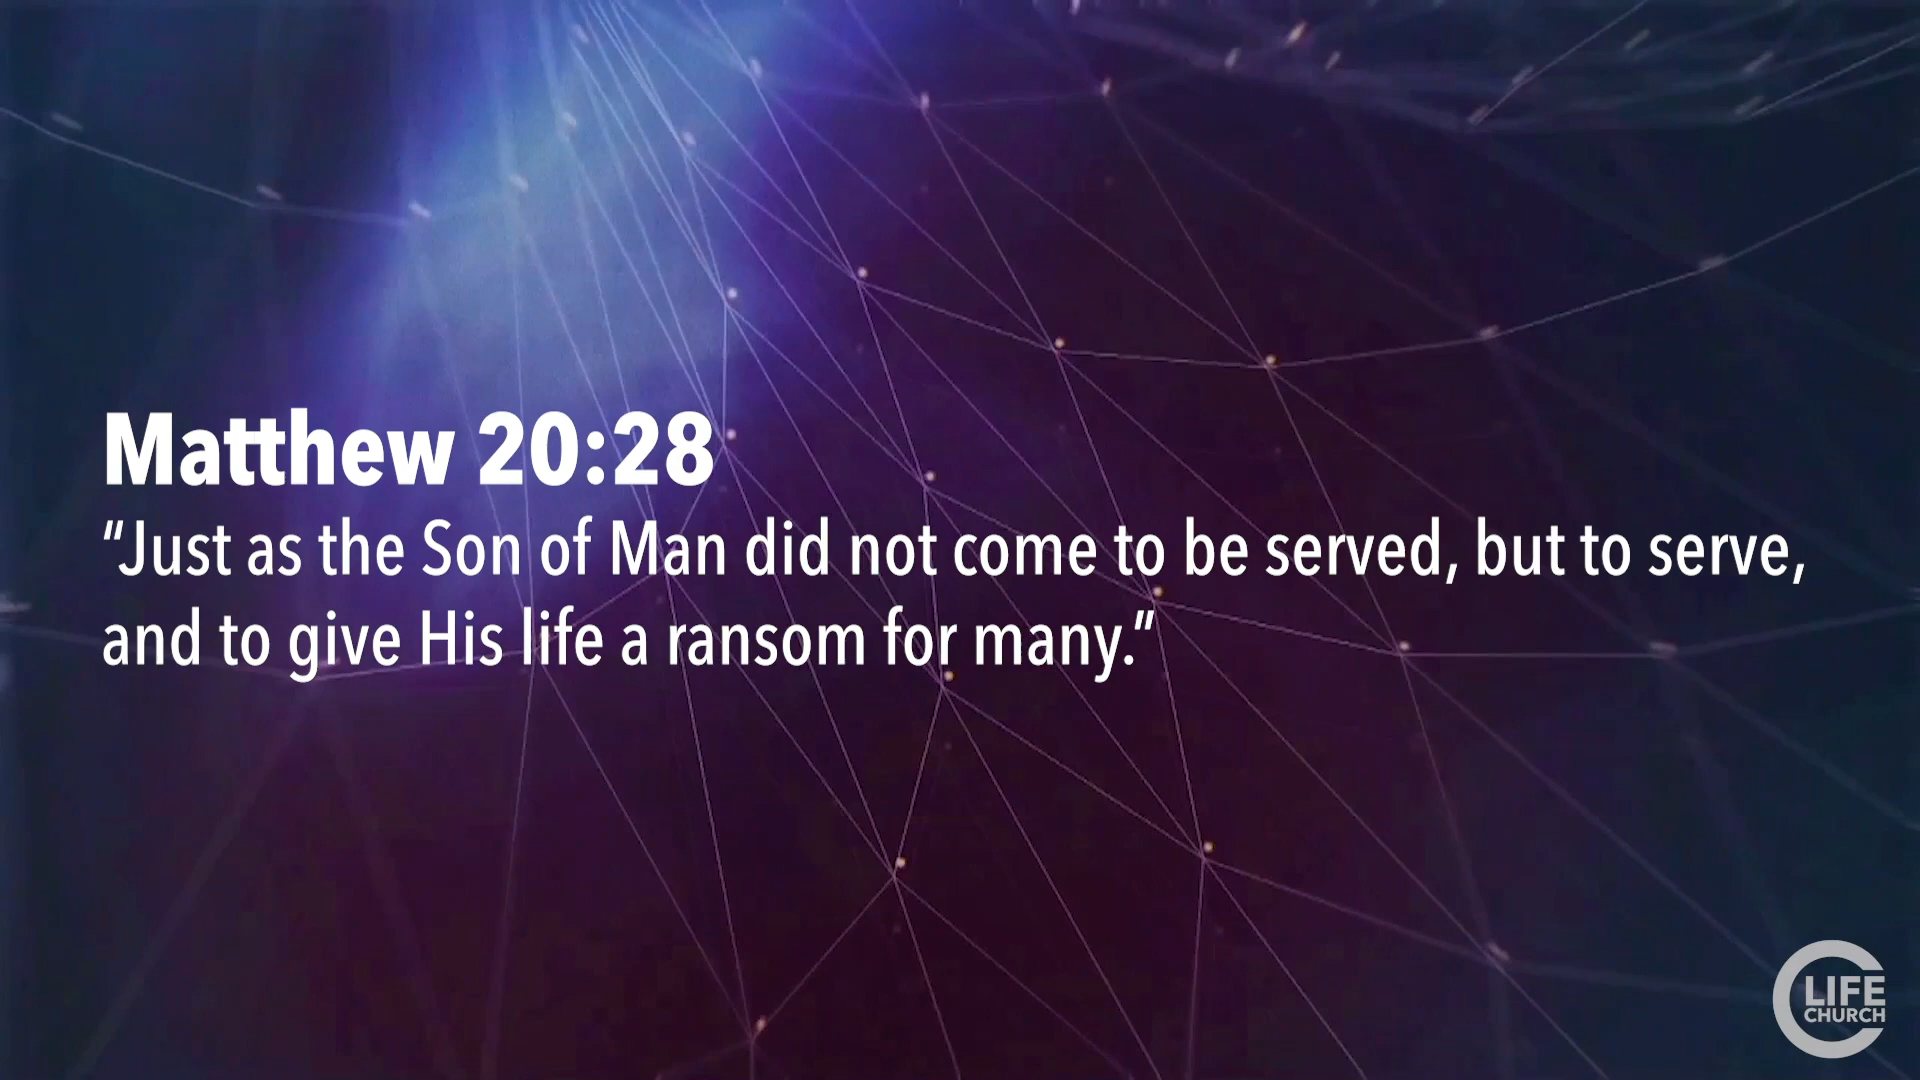 Matthew 20:28
“Just as the Son of Man did not come to be served, but to serve,
and to give His life a ransom for many.”
LIFE
CHURCH